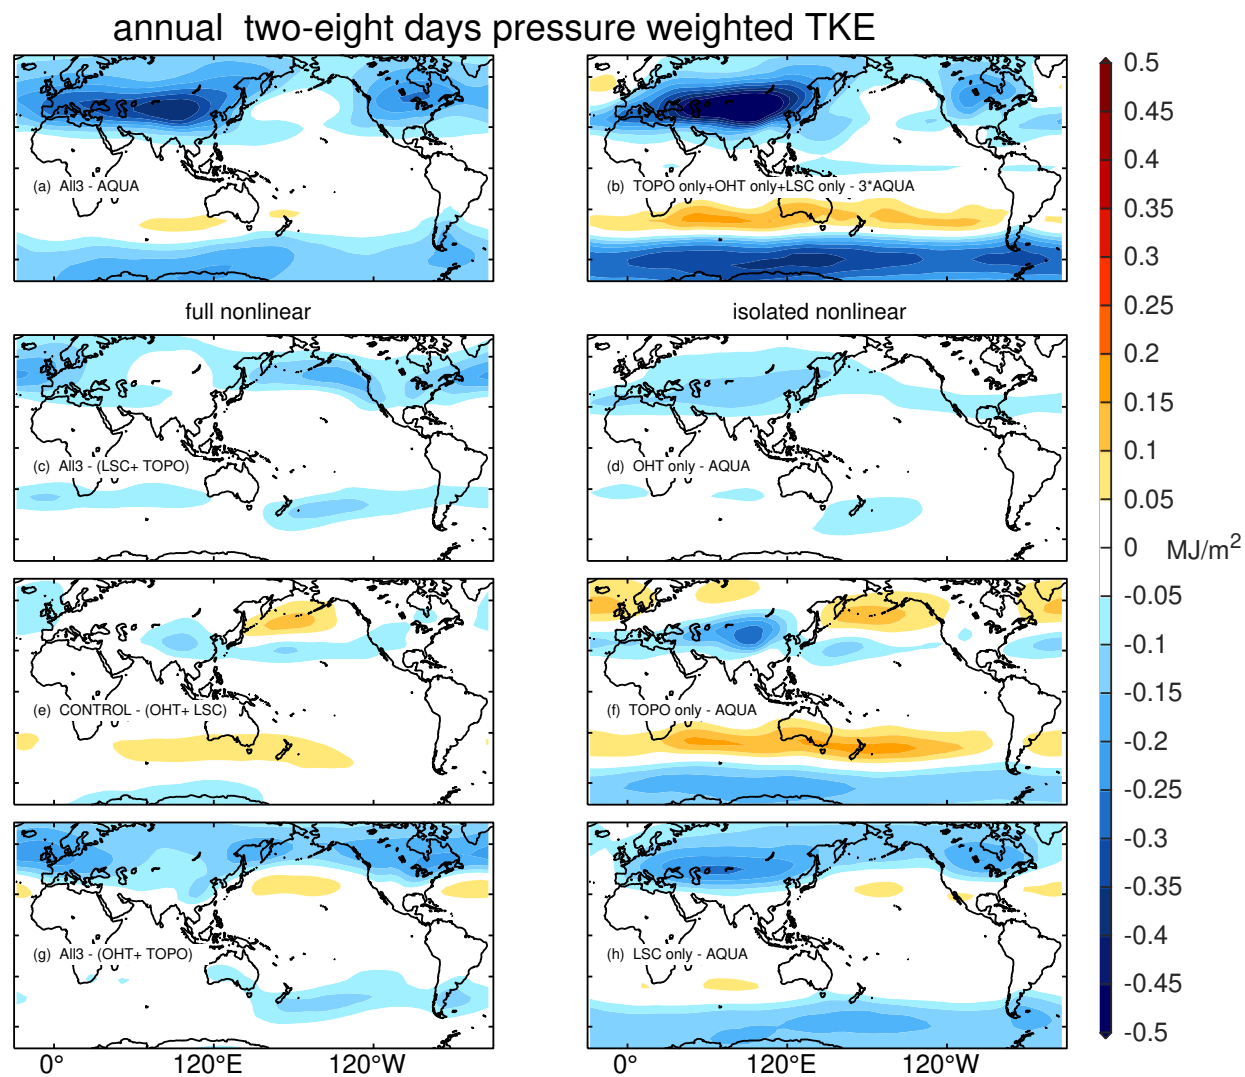 annual  two-eight days pressure weighted TKE
(a)  All3 - AQUA
(b)  TOPO only+OHT only+LSC only - 3*AQUA
full nonlinear
isolated nonlinear
(c)  All3 - (LSC+ TOPO)
(d)  OHT only - AQUA
(e)  CONTROL - (OHT+ LSC)
(f)  TOPO only - AQUA
(g)  All3 - (OHT+ TOPO)
(h)  LSC only - AQUA
0°
120°E
120°W
0°
120°E
120°W
0.5
0.45
0.4
0.35
0.3
0.25
0.2
0.15
0.1
0.05
0
MJ/m²
-0.05
-0.1
-0.15
-0.2
-0.25
-0.3
-0.35
-0.4
-0.45
-0.5